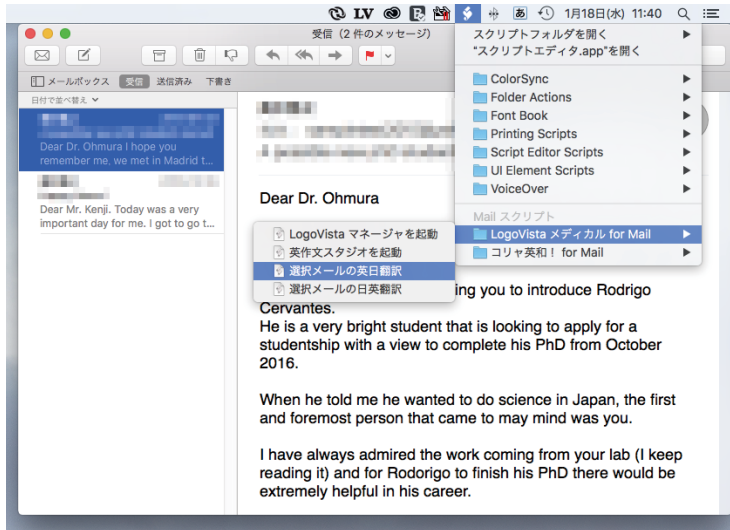 LV あ 1月18日(水) 11:40
受信（2 件のメッセージ）
メールボックス 受信 送信済み 下書き
日付で並べ替え
Dear Dr. Ohmura I hope you
remember me, we met in Madrid t...
Dear Mr. Kenji. Today was a very
important day for me. I got to go t...
スクリプトフォルダを開く
"スクリプトエディタ.app"を開く
ColorSync
Folder Actions
Font Book
Printing Scripts
Script Editor Scripts
UI Element Scripts
VoiceOver
Mail スクリプト
LogoVista メディカル for Mail
コリャ英和！for Mail
LogoVista マネージャを起動
英作文スタジオを起動
選択メールの英日翻訳
選択メールの日英翻訳
Dear Dr. Ohmura
ing you to introduce Rodrigo
Cervantes.
He is a very bright student that is looking to apply for a
studentship with a view to complete his PhD from October
2016.
When he told me he wanted to do science in Japan, the first
and foremost person that came to may mind was you.
I have always admired the work coming from your lab (I keep
reading it) and for Rodorigo to finish his PhD there would be
extremely helpful in his career.